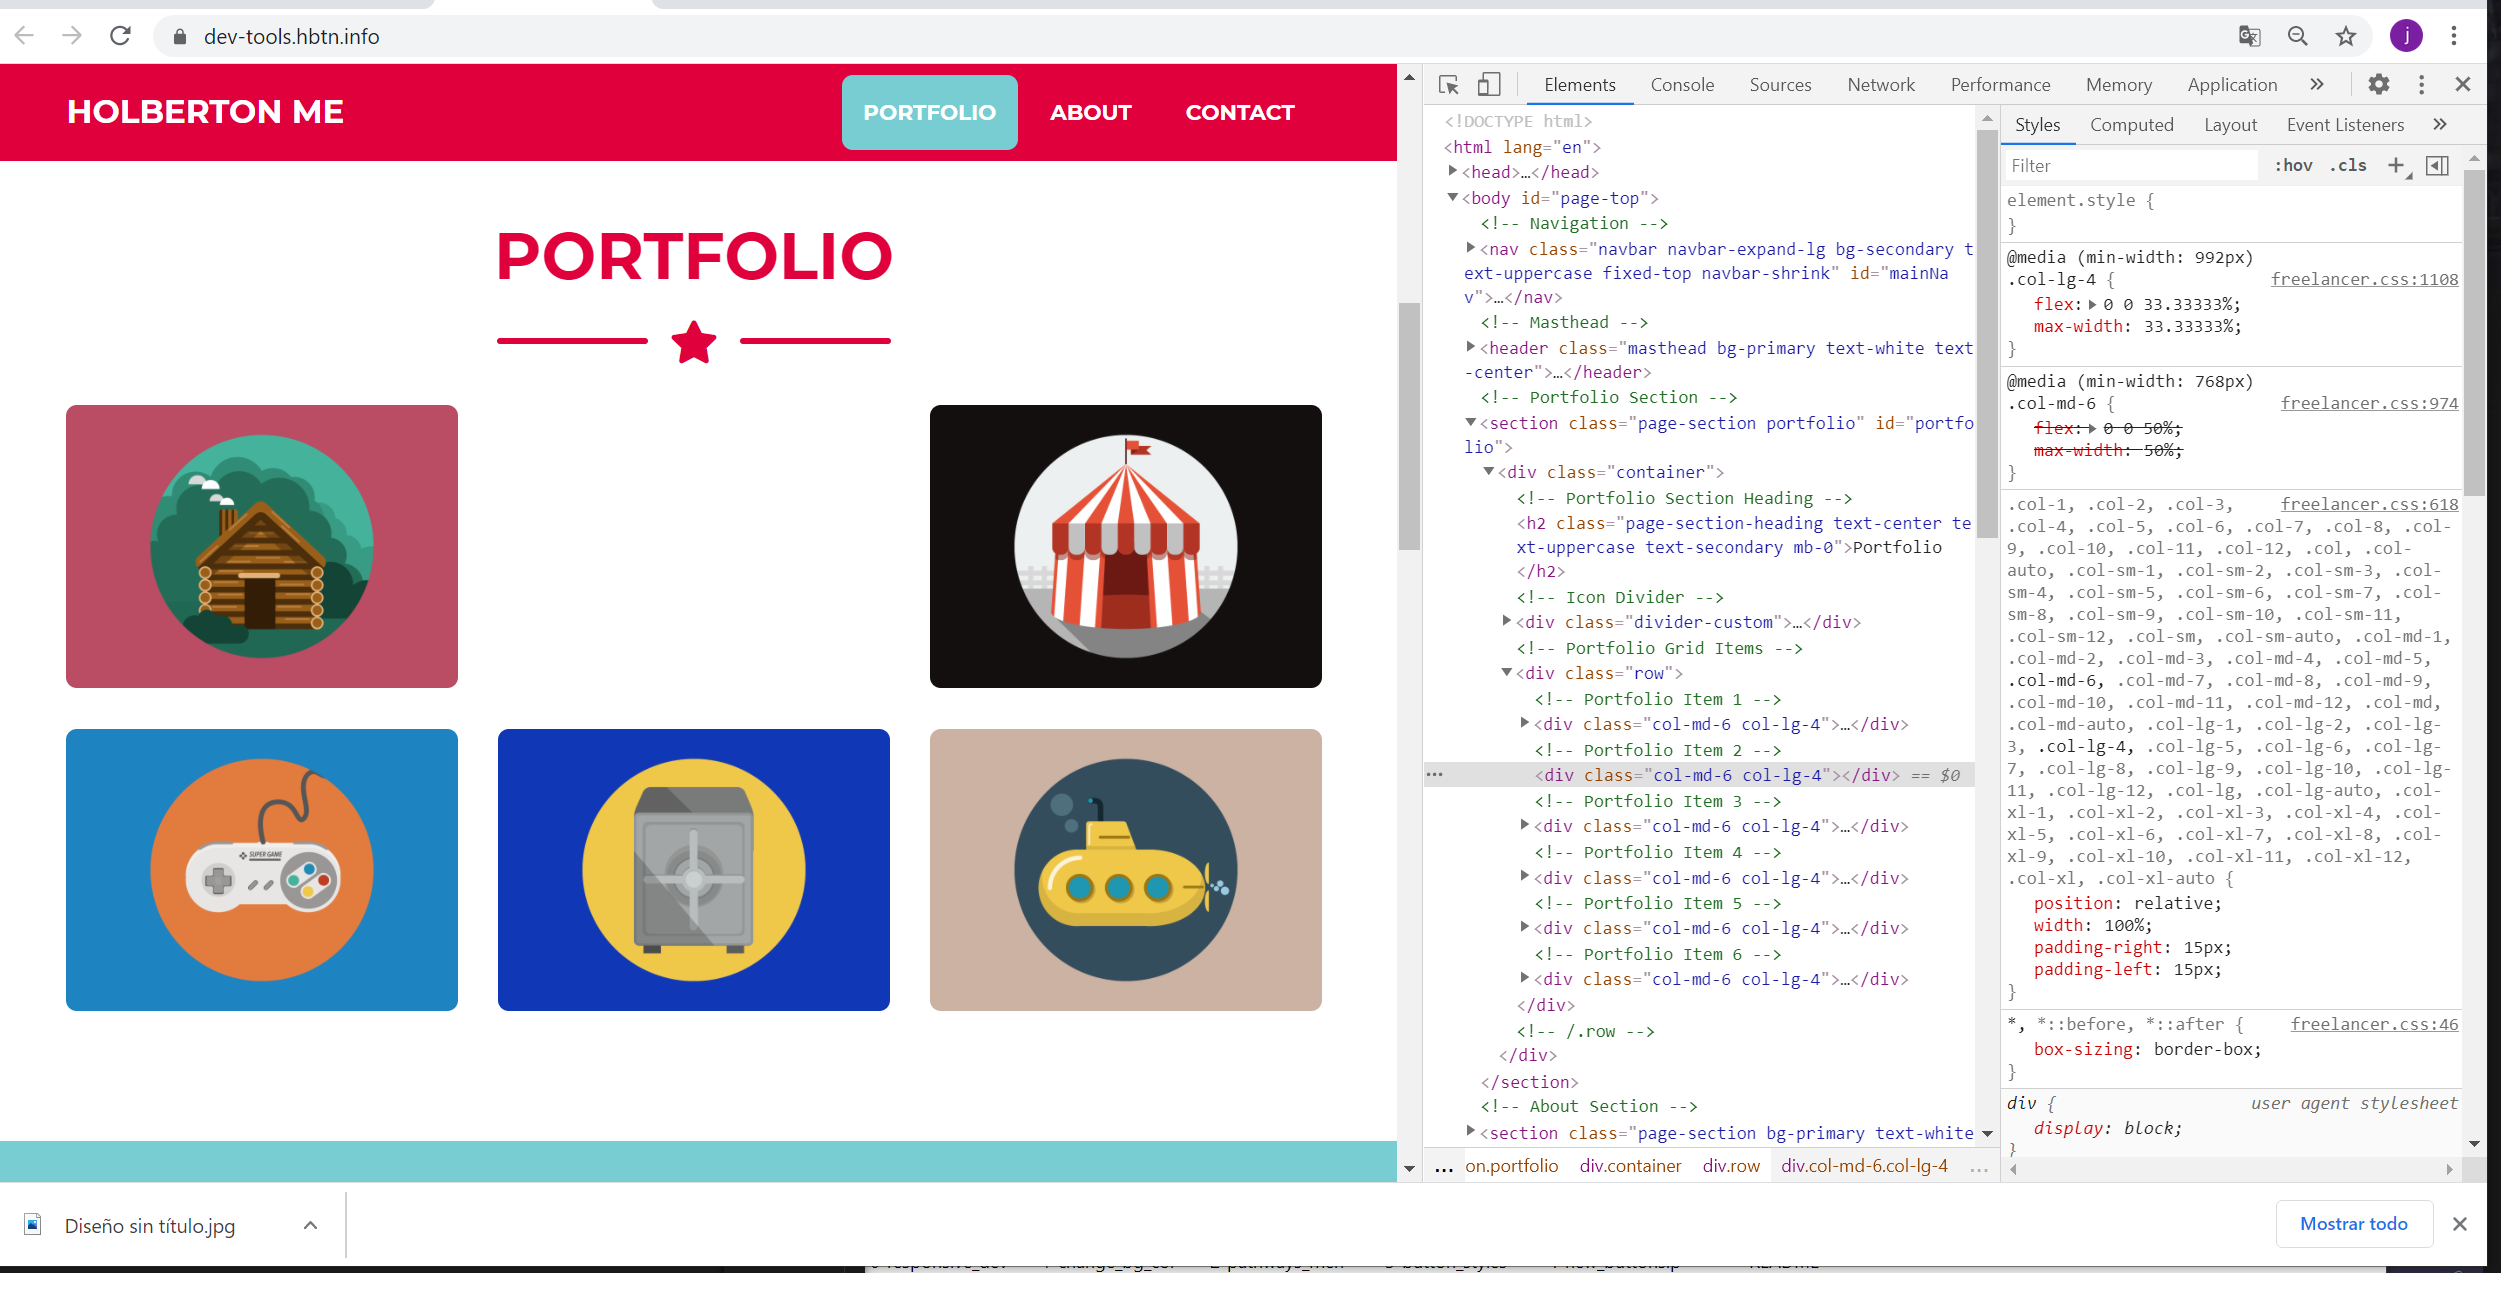 dev-tools.hbtn.info
j
HOLBERTON ME
PORTFOLIO
ABOUT
CONTACT
PORTFOLIO
SUPER GAME
Elements
Console
Sources
Network
Performance
Memory
Application
<!DOCTYPE html>
<html lang="en">
<head>…</head>
<body id="page-top">
<!-- Navigation -->
<nav class="navbar navbar-expand-lg bg-secondary t
ext-uppercase fixed-top navbar-shrink" id="mainNa
v">…</nav>
<!-- Masthead -->
<header class="masthead bg-primary text-white text
-center">…</header>
<!-- Portfolio Section -->
<section class="page-section portfolio" id="portfo
lio">
<div class="container">
<!-- Portfolio Section Heading -->
<h2 class="page-section-heading text-center te
xt-uppercase text-secondary mb-0">Portfolio
</h2>
<!-- Icon Divider -->
<div class="divider-custom">…</div>
<!-- Portfolio Grid Items -->
<div class="row">
<!-- Portfolio Item 1 -->
<div class="col-md-6 col-lg-4">…</div>
<!-- Portfolio Item 2 -->
<div class="col-md-6 col-lg-4"></div> == $0
<!-- Portfolio Item 3 -->
<div class="col-md-6 col-lg-4">…</div>
<!-- Portfolio Item 4 -->
<div class="col-md-6 col-lg-4">…</div>
<!-- Portfolio Item 5 -->
<div class="col-md-6 col-lg-4">…</div>
<!-- Portfolio Item 6 -->
<div class="col-md-6 col-lg-4">…</div>
</div>
<!-- /.row -->
</div>
</section>
<!-- About Section -->
<section class="page-section bg-primary text-white
... on.portfolio div.container div.row div.col-md-6.col-lg-4 ...
Styles
Computed
Layout
Event Listeners
Filter
:hov .cls
element.style {
}
@media (min-width: 992px)
.col-lg-4 { freelancer.css:1108
flex: 0 0 33.33333%;
max-width: 33.33333%;
}
@media (min-width: 768px)
.col-md-6 { freelancer.css:974
flex: 0 0 50%;
max-width: 50%;
}
.col-1, .col-2, .col-3, freelancer.css:618
.col-4, .col-5, .col-6, .col-7, .col-8, .col-
9, .col-10, .col-11, .col-12, .col, .col-
auto, .col-sm-1, .col-sm-2, .col-sm-3, .col-
sm-4, .col-sm-5, .col-sm-6, .col-sm-7, .col-
sm-8, .col-sm-9, .col-sm-10, .col-sm-11,
.col-sm-12, .col-sm, .col-sm-auto, .col-md-1,
.col-md-2, .col-md-3, .col-md-4, .col-md-5,
.col-md-6, .col-md-7, .col-md-8, .col-md-9,
.col-md-10, .col-md-11, .col-md-12, .col-md,
.col-md-auto, .col-lg-1, .col-lg-2, .col-lg-
3, .col-lg-4, .col-lg-5, .col-lg-6, .col-lg-
7, .col-lg-8, .col-lg-9, .col-lg-10, .col-lg-
11, .col-lg-12, .col-lg, .col-lg-auto, .col-
xl-1, .col-xl-2, .col-xl-3, .col-xl-4, .col-
xl-5, .col-xl-6, .col-xl-7, .col-xl-8, .col-
xl-9, .col-xl-10, .col-xl-11, .col-xl-12,
.col-xl, .col-xl-auto {
position: relative;
width: 100%;
padding-right: 15px;
padding-left: 15px;
}
*, *::before, *::after { freelancer.css:46
box-sizing: border-box;
}
div { user agent stylesheet
display: block;
}
Diseño sin título.jpg
Mostrar todo